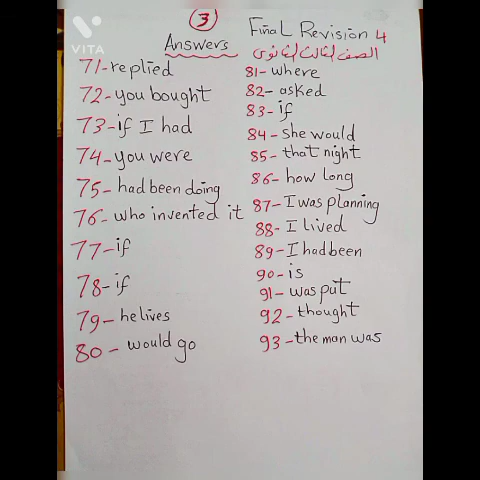 VITA
3
Final Revision 4
Answers
الصف الثالث الثانوى
71- replied
72- you bought
73- if I had
74- you were
75- had been doing
76- who invented it
77- if
78- if
79- he lives
80- would go
81- where
82- asked
83- if
84- She would
85- that night
86- how long
87- I was planning
88- I lived
89- I had been
90- is
91- was put
92- thought
93- the man was